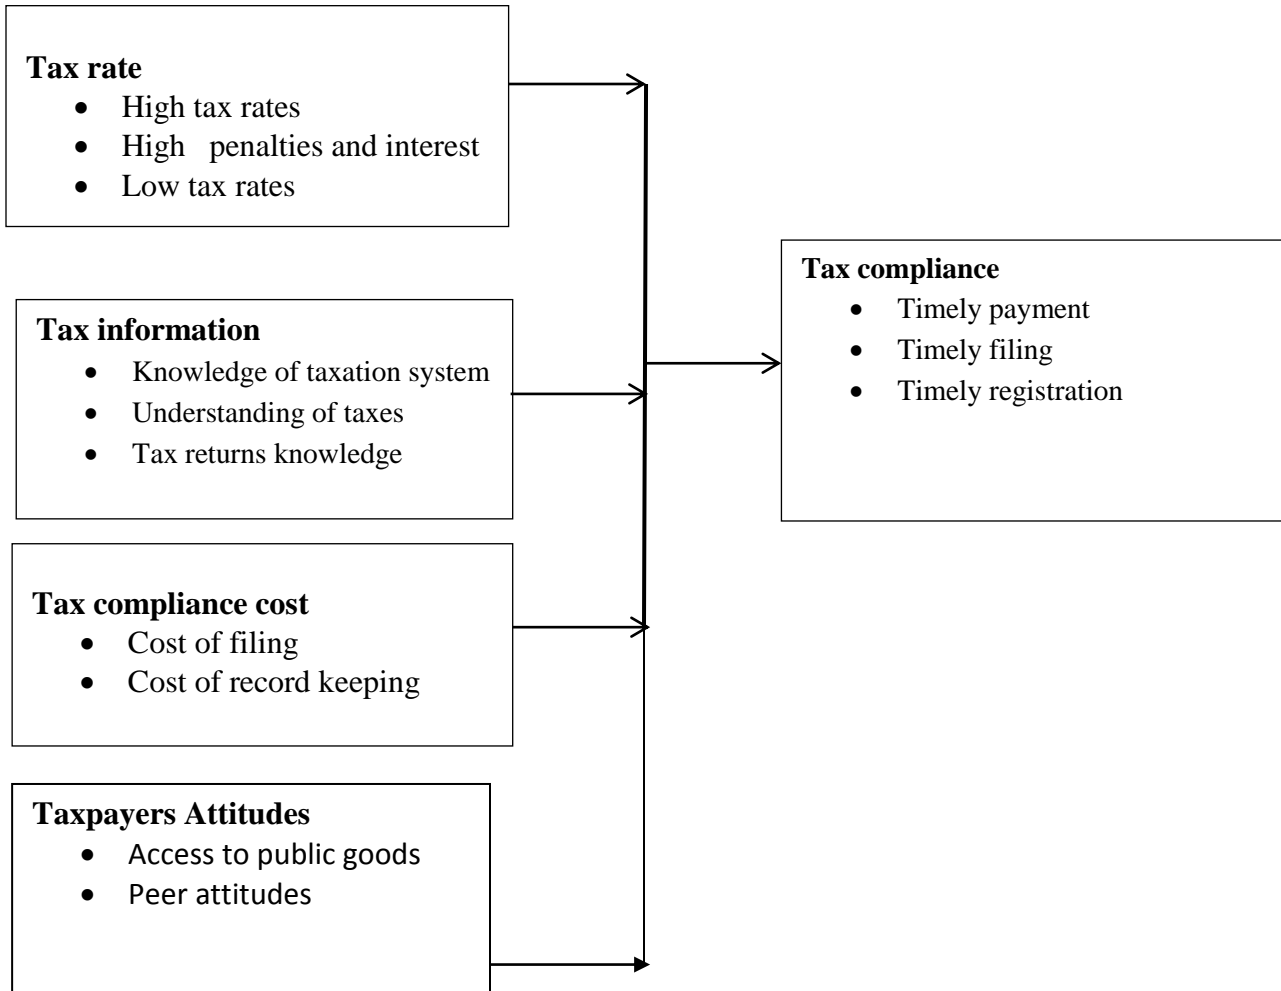 Tax rate
• High tax rates
• High penalties and interest
• Low tax rates
Tax information
• Knowledge of taxation system
• Understanding of taxes
• Tax returns knowledge
Tax compliance cost
• Cost of filing
• Cost of record keeping
Taxpayers Attitudes
• Access to public goods
• Peer attitudes
Tax compliance
• Timely payment
• Timely filing
• Timely registration